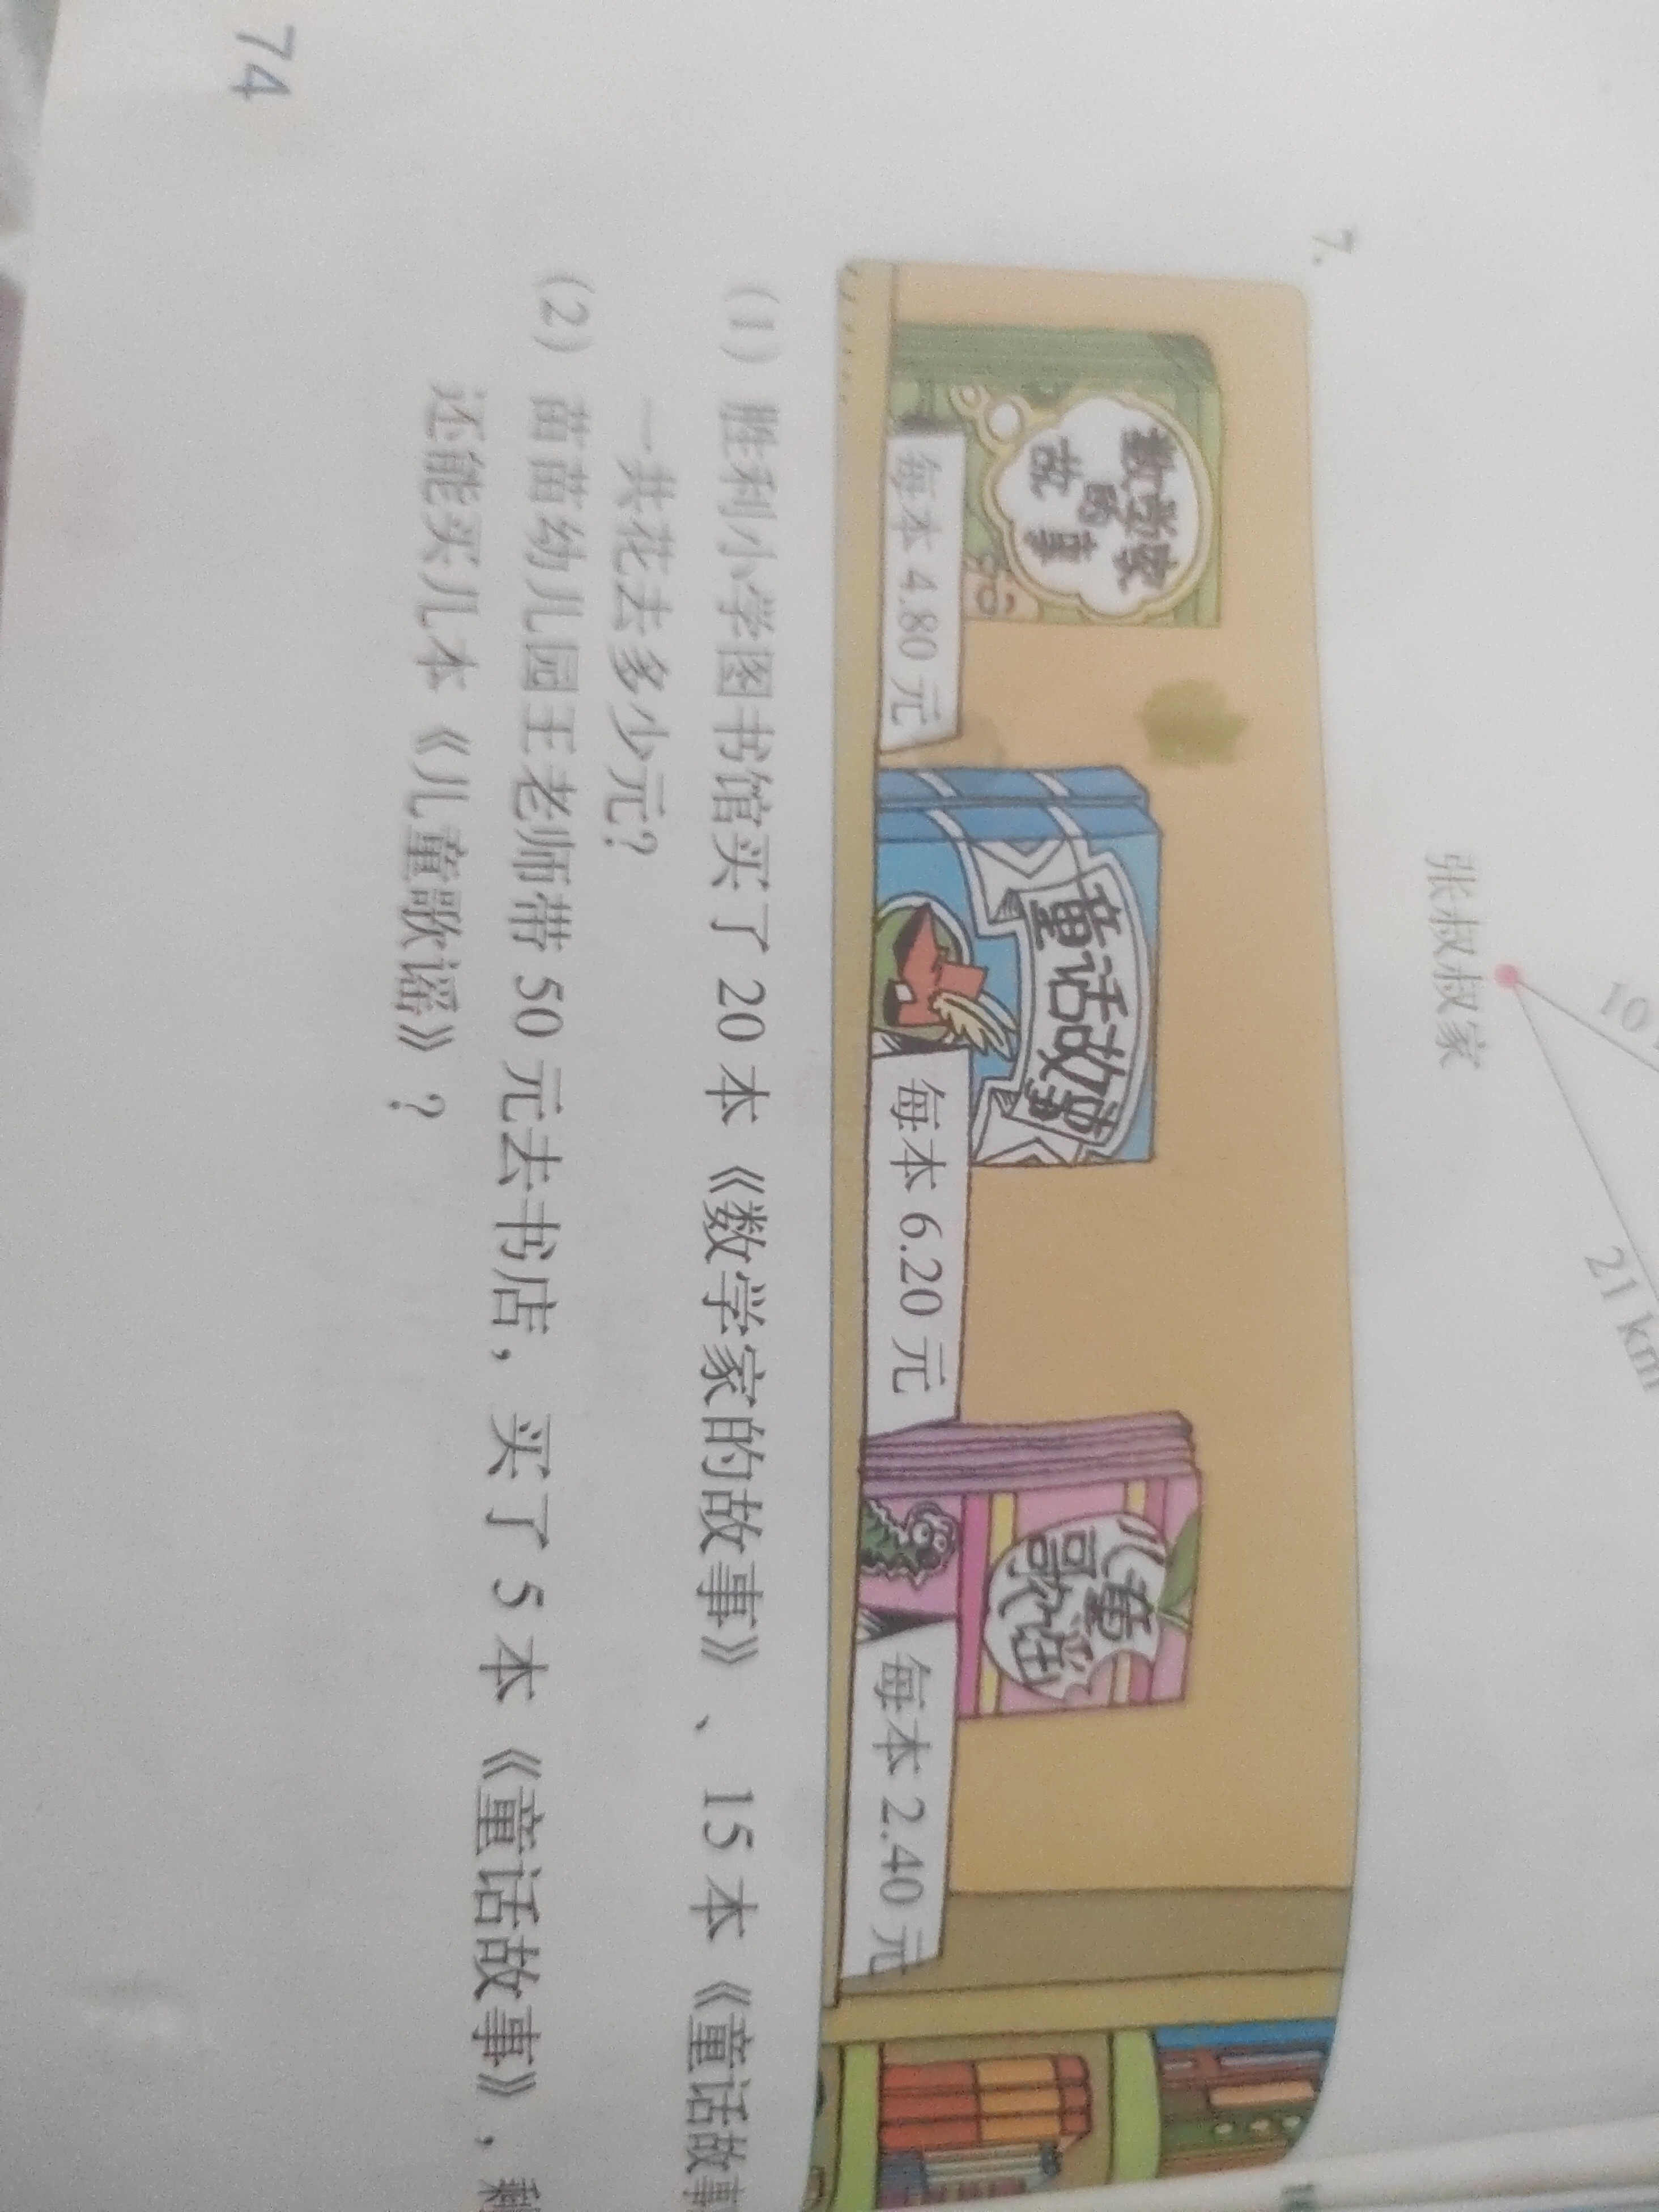 张叔叔家
10
21 km
7.
数学家
的
故事
每本 4.80 元
童话故事
每本 6.20 元
儿童
歌谣
每本 2.40 元
(1) 胜利小学图书馆买了 20 本《数学家的故事》、15 本《童话故事
一共花去多少元?
(2) 苗苗幼儿园王老师带 50 元去书店，买了 5 本《童话故事》，剩
还能买几本《儿童歌谣》?
74